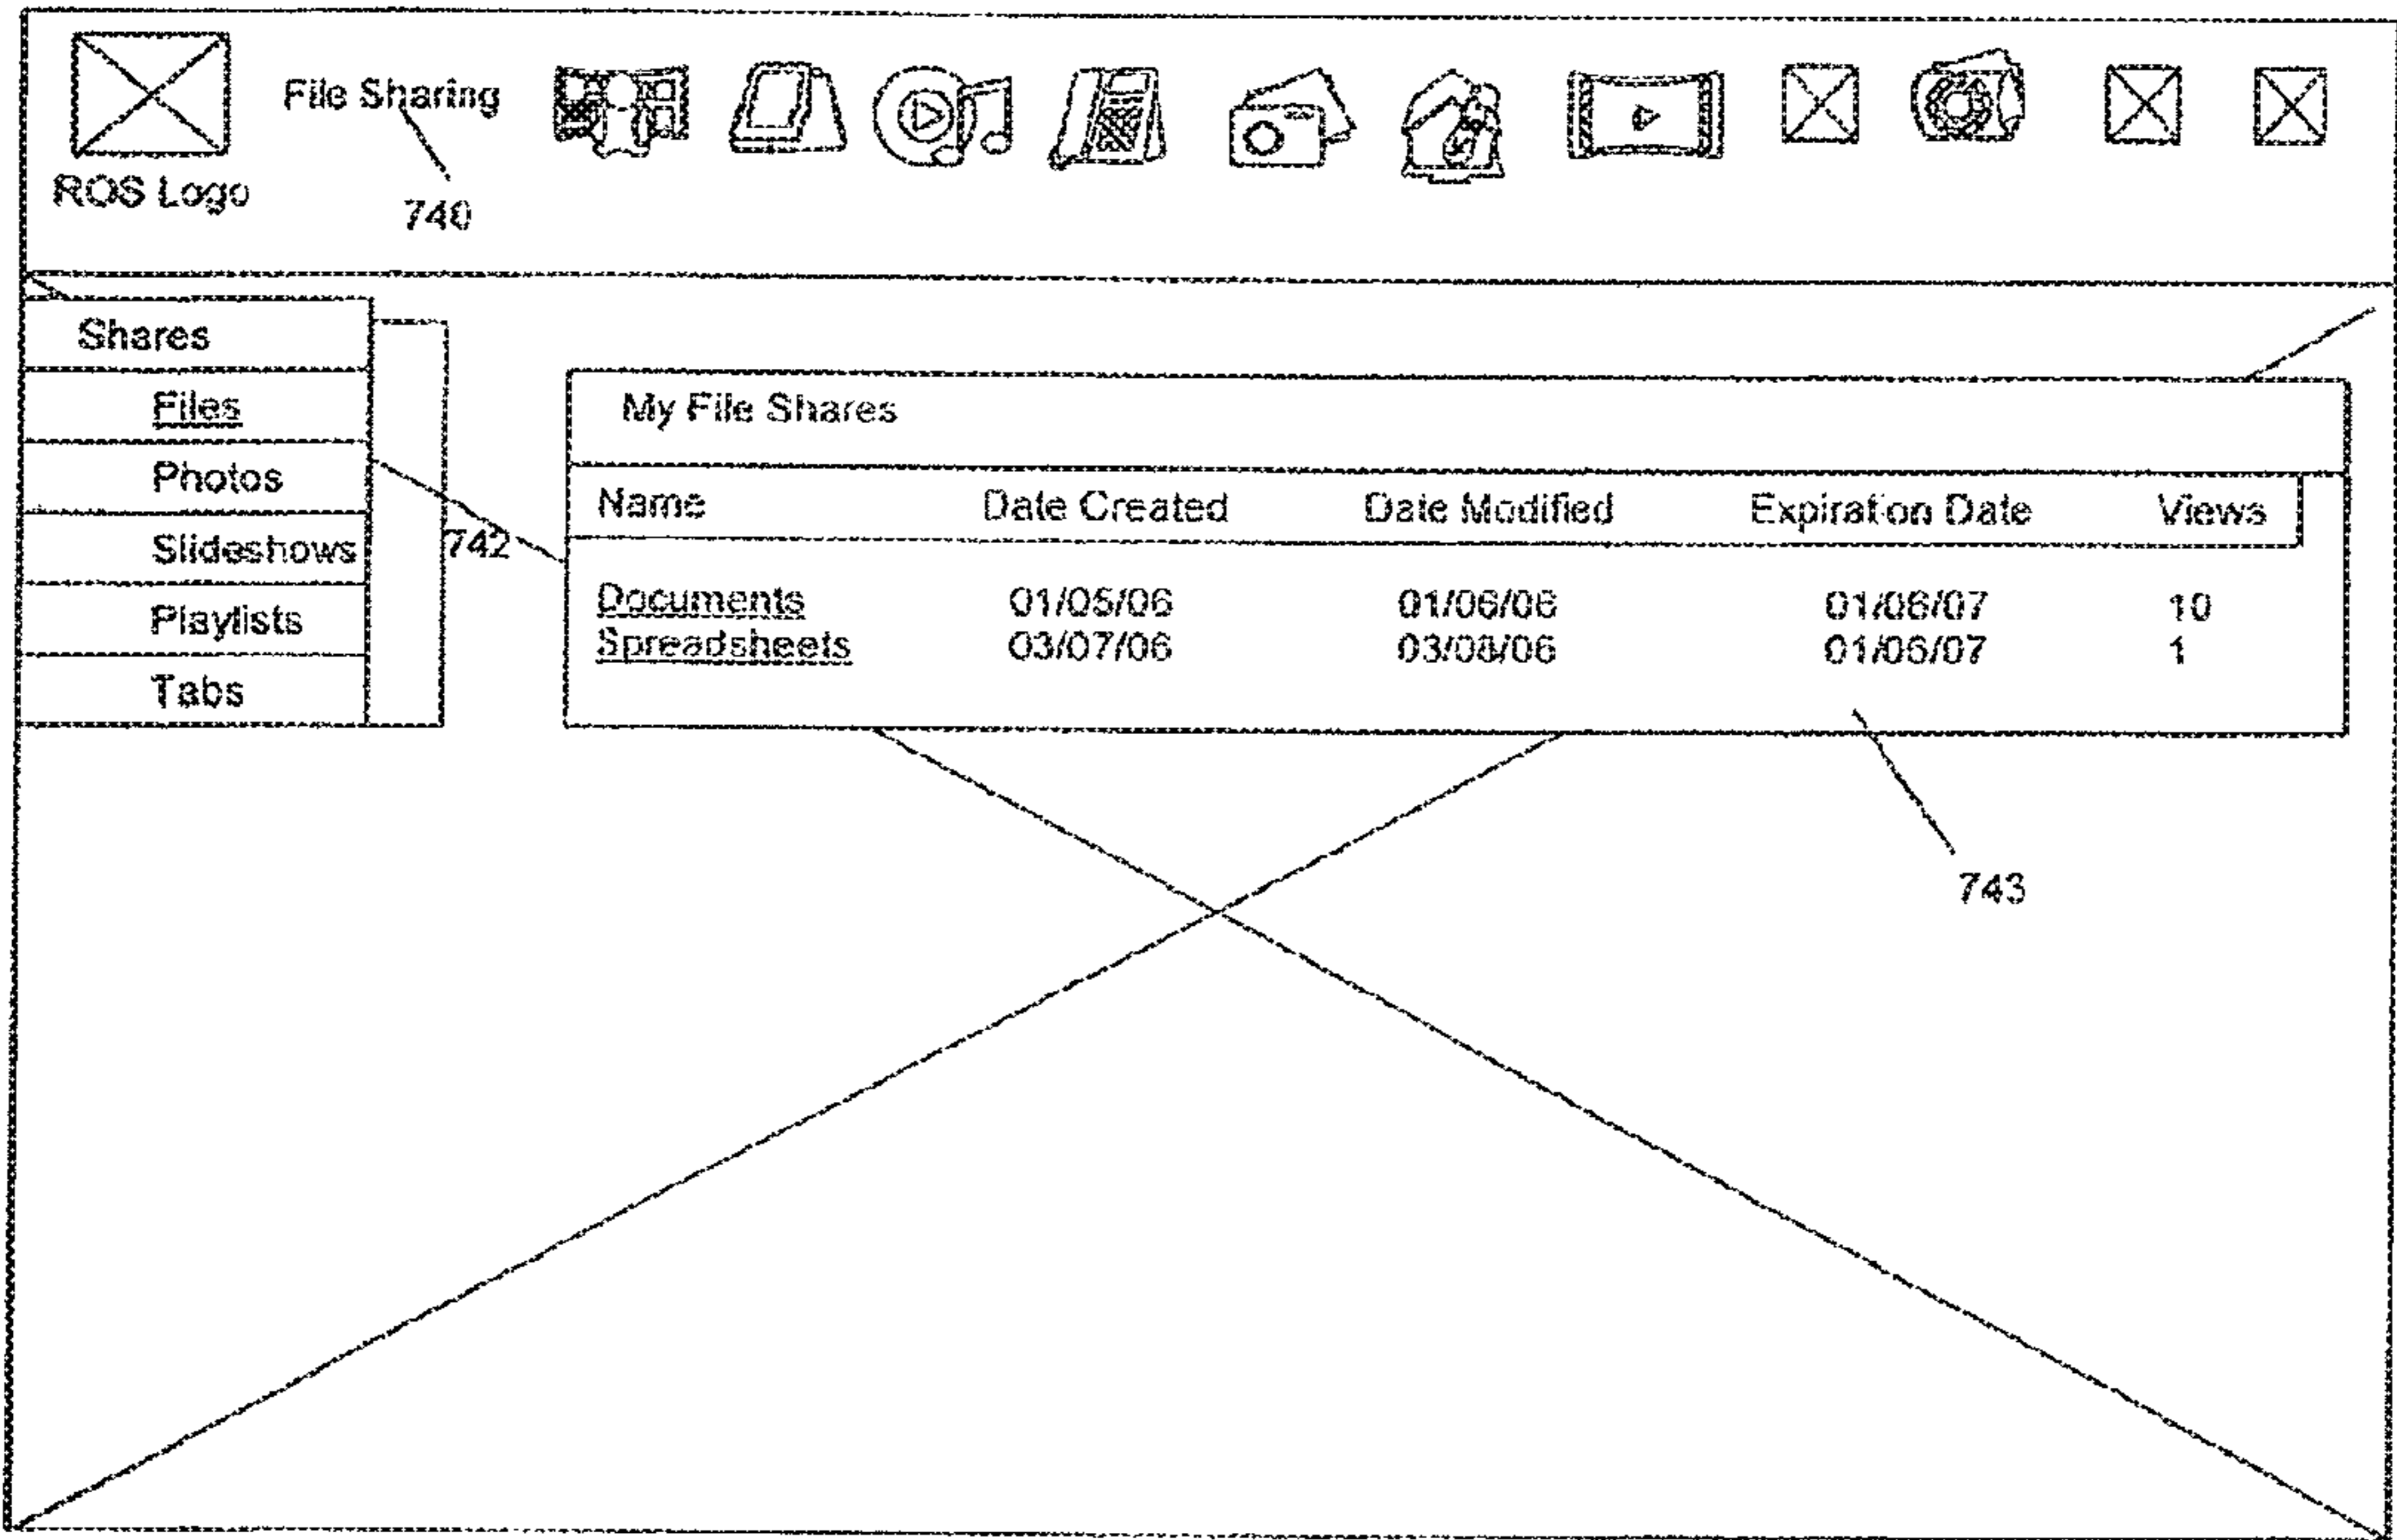 File Sharing
ROS Logo
740
Shares
Files
Photos
Slideshows
Playlists
Tabs
742
My File Shares
Name Date Created Date Modified Expiration Date Views
Documents 01/05/06 01/06/06 01/06/07 10
Spreadsheets 03/07/06 03/08/06 01/06/07 1
743